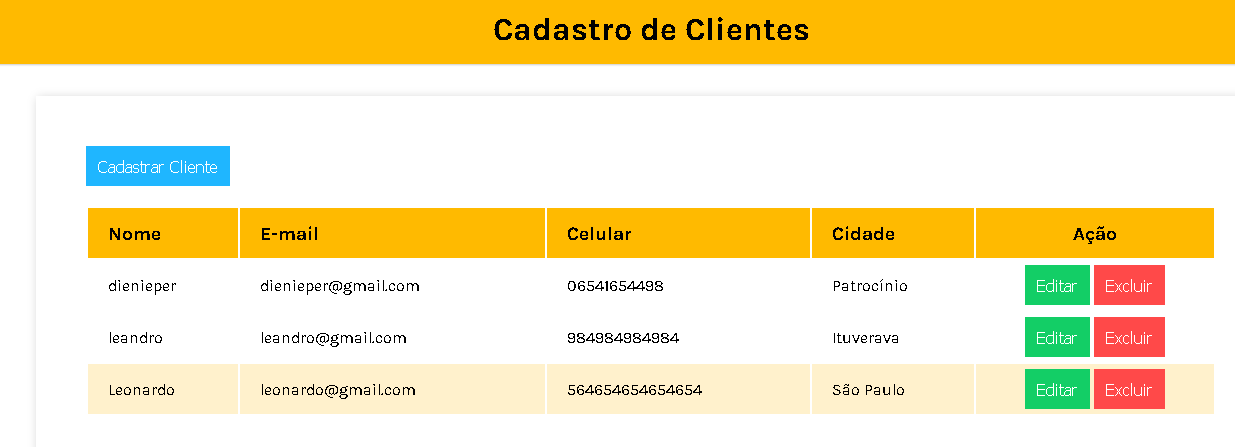 Cadastro de Clientes
Cadastrar Cliente
Nome E-mail Celular Cidade Ação
dienieper dienieper@gmail.com 06541654498 Patrocínio Editar Excluir
leandro leandro@gmail.com 984984984984 Ituverava Editar Excluir
Leonardo leonardo@gmail.com 564654654654654 São Paulo Editar Excluir